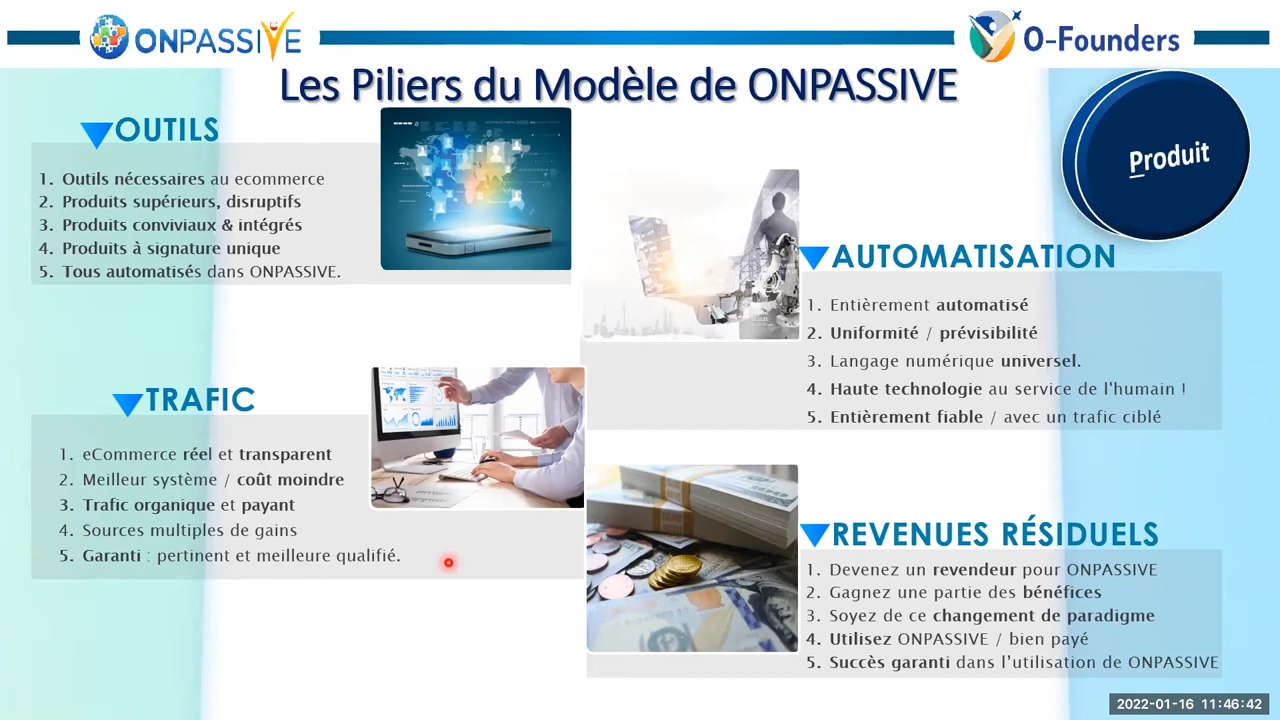 ONPASSIVE
O-Founders
Les Piliers du Modèle de ONPASSIVE
Produit
OUTILS
1. Outils nécessaires au ecommerce
2. Produits supérieurs, disruptifs
3. Produits conviviaux & intégrés
4. Produits à signature unique
5. Tous automatisés dans ONPASSIVE.
AUTOMATISATION
1. Entièrement automatisé
2. Uniformité / prévisibilité
3. Langage numérique universel.
4. Haute technologie au service de l'humain !
5. Entièrement fiable / avec un trafic ciblé
TRAFIC
1. eCommerce réel et transparent
2. Meilleur système / coût moindre
3. Trafic organique et payant
4. Sources multiples de gains
5. Garanti : pertinent et meilleure qualifié.
REVENUES RÉSIDUELS
1. Devenez un revendeur pour ONPASSIVE
2. Gagnez une partie des bénéfices
3. Soyez de ce changement de paradigme
4. Utilisez ONPASSIVE / bien payé
5. Succès garanti dans l'utilisation de ONPASSIVE
2022-01-16 11:46:42